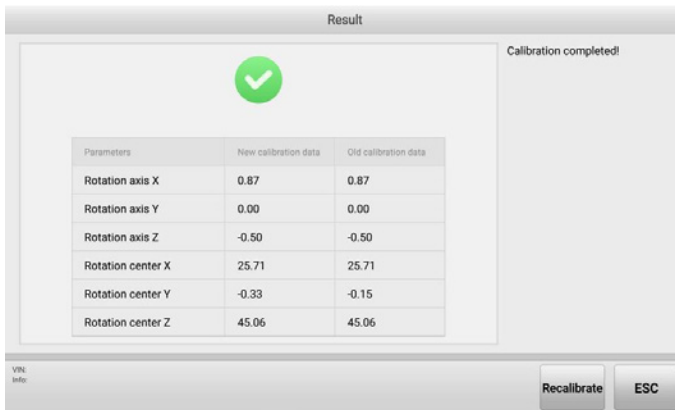 Result
Calibration completed!
Parameters New calibration data Old calibration data
Rotation axis X 0.87 0.87
Rotation axis Y 0.00 0.00
Rotation axis Z -0.50 -0.50
Rotation center X 25.71 25.71
Rotation center Y -0.33 -0.15
Rotation center Z 45.06 45.06
VIN:
Info:
Recalibrate ESC